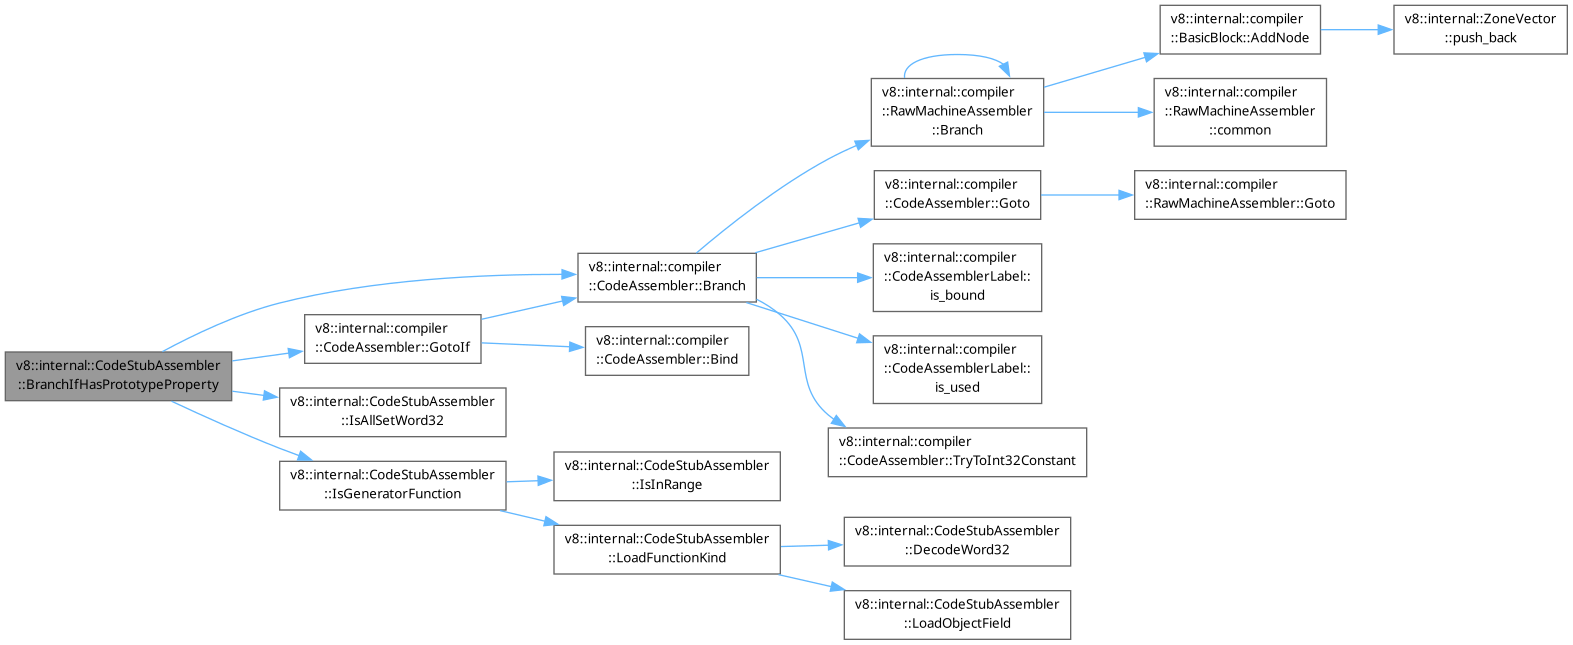 v8::internal::CodeStubAssembler
::BranchIfHasPrototypeProperty
v8::internal::compiler
::CodeAssembler::GotoIf
v8::internal::CodeStubAssembler
::IsAllSetWord32
v8::internal::CodeStubAssembler
::IsGeneratorFunction
v8::internal::compiler
::CodeAssembler::Branch
v8::internal::compiler
::CodeAssembler::Bind
v8::internal::CodeStubAssembler
::IsInRange
v8::internal::CodeStubAssembler
::LoadFunctionKind
v8::internal::compiler
::RawMachineAssembler
::Branch
v8::internal::compiler
::CodeAssembler::Goto
v8::internal::compiler
::CodeAssemblerLabel::
is_bound
v8::internal::compiler
::CodeAssemblerLabel::
is_used
v8::internal::compiler
::CodeAssembler::TryToInt32Constant
v8::internal::CodeStubAssembler
::DecodeWord32
v8::internal::CodeStubAssembler
::LoadObjectField
v8::internal::compiler
::BasicBlock::AddNode
v8::internal::compiler
::RawMachineAssembler
::common
v8::internal::compiler
::RawMachineAssembler::Goto
v8::internal::ZoneVector
::push_back